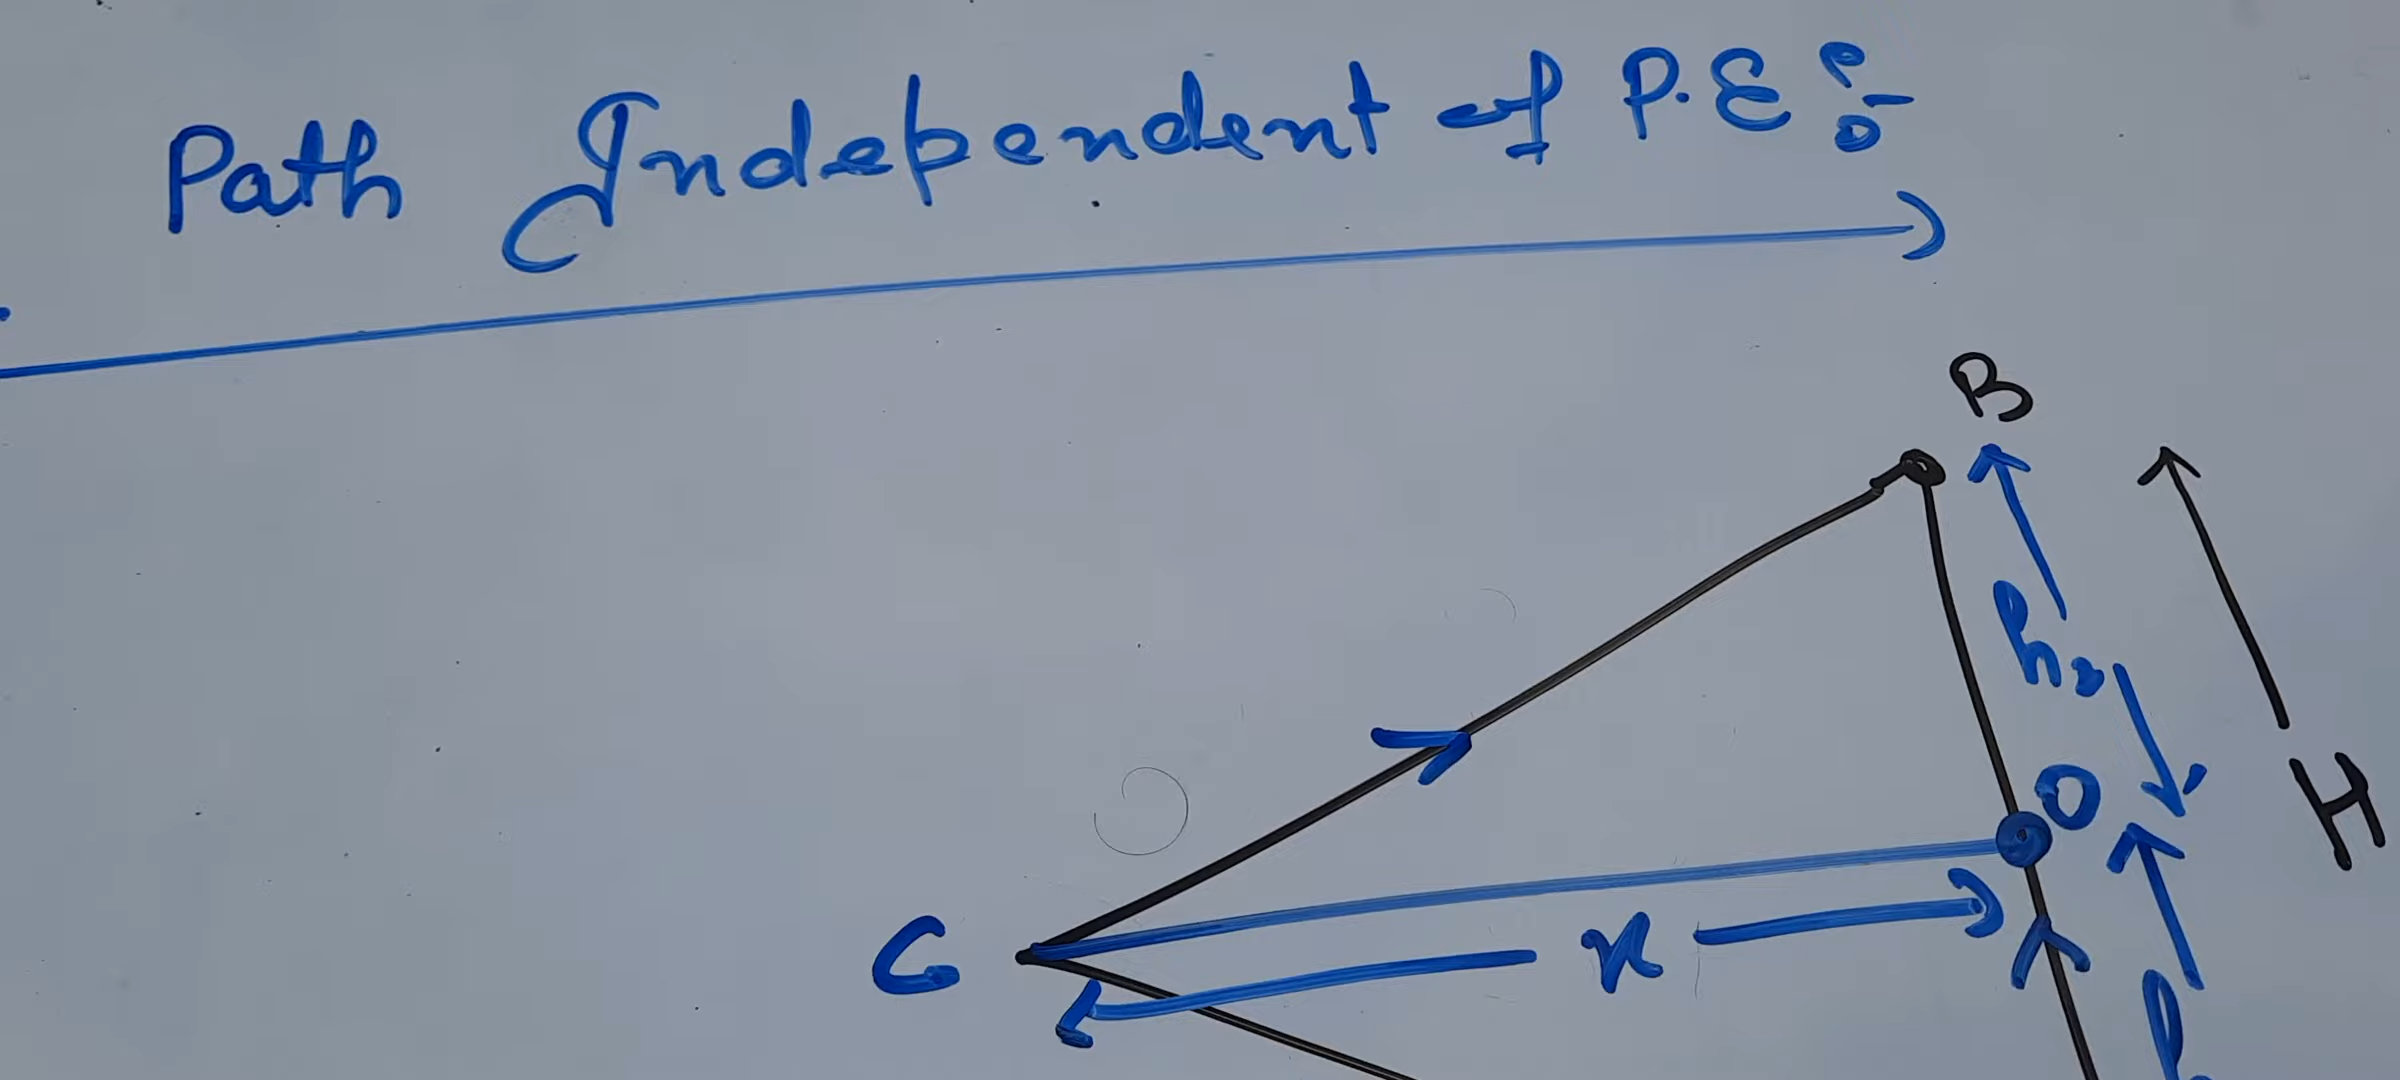 Path Independent of P.E :-
B
h2
H
O
C
x
h